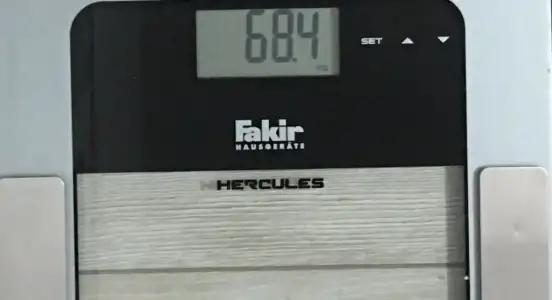 68.4
SET
Fakir
HAUSGERÄTE
HERCULES